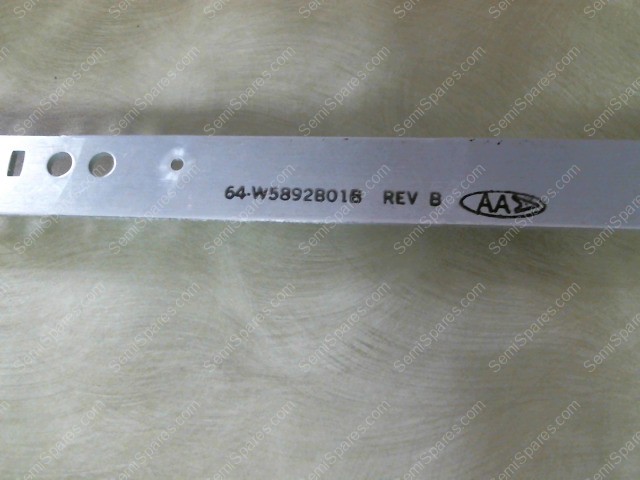 64-W5892B01B REV B AAΣ
SemiSpares.com